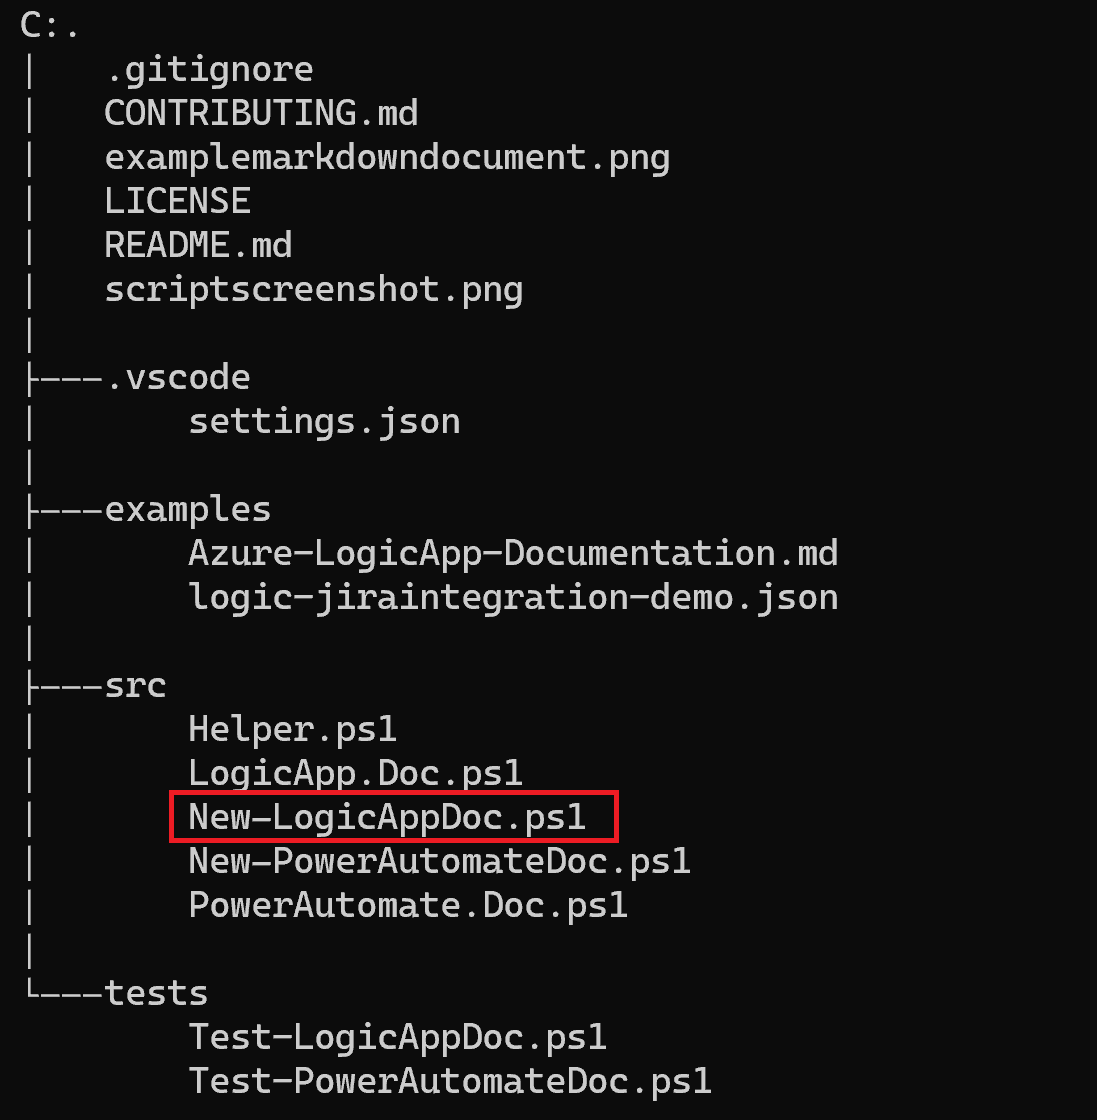 C:.
│   .gitignore
│   CONTRIBUTING.md
│   examplemarkdowndocument.png
│   LICENSE
│   README.md
│   scriptscreenshot.png
│
├───.vscode
│       settings.json
│
├───examples
│       Azure-LogicApp-Documentation.md
│       logic-jiraintegration-demo.json
│
├───src
│       Helper.ps1
│       LogicApp.Doc.ps1
│       New-LogicAppDoc.ps1
│       New-PowerAutomateDoc.ps1
│       PowerAutomate.Doc.ps1
│
└───tests
        Test-LogicAppDoc.ps1
        Test-PowerAutomateDoc.ps1